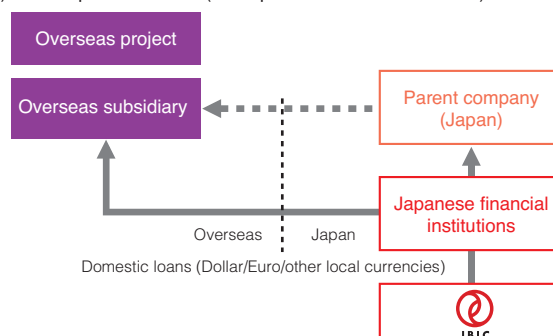 Overseas project
Overseas subsidiary
Parent company
(Japan)
Japanese financial
institutions
Overseas
Japan
Domestic loans (Dollar/Euro/other local currencies)